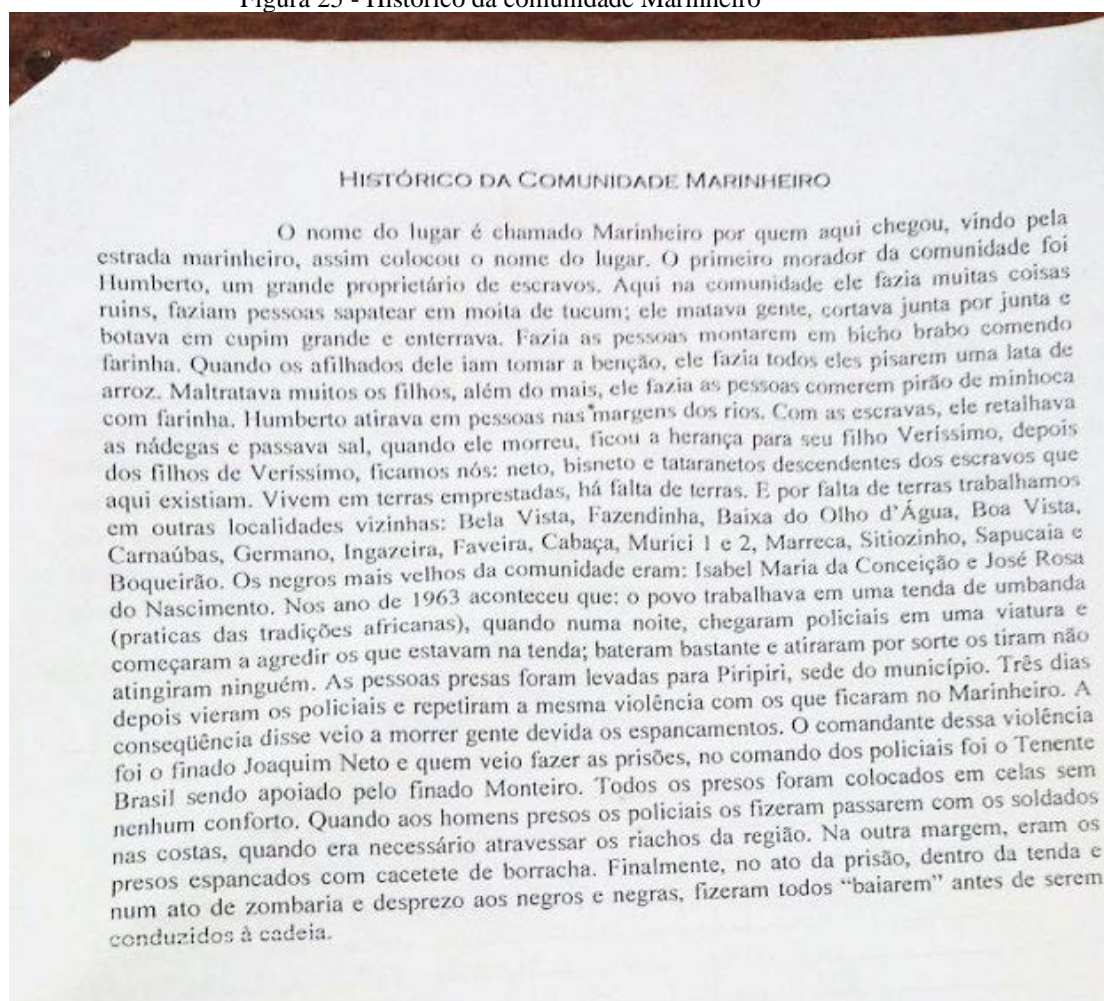 Figura 25 - Histórico da comunidade Marinheiro
HISTÓRICO DA COMUNIDADE MARINHEIRO
O nome do lugar é chamado Marinheiro por quem aqui chegou, vindo pela
estrada marinheiro, assim colocou o nome do lugar. O primeiro morador da comunidade foi
Humberto, um grande proprietário de escravos. Aqui na comunidade ele fazia muitas coisas
ruins, faziam pessoas sapatear em moita de tucum; ele matava gente, cortava junta por junta e
botava em cupim grande e enterrava. Fazia as pessoas montarem em bicho brabo comendo
farinha. Quando os afilhados dele iam tomar a benção, ele fazia todos eles pisarem uma lata de
arroz. Maltratava muitos os filhos, além do mais, ele fazia as pessoas comerem pirão de minhoca
com farinha. Humberto atirava em pessoas nas margens dos rios. Com as escravas, ele retalhava
as nádegas e passava sal, quando ele morreu, ficou a herança para seu filho Veríssimo, depois
dos filhos de Veríssimo, ficamos nós: neto, bisneto e tataranetos descendentes dos escravos que
aqui existiam. Vivem em terras emprestadas, há falta de terras. E por falta de terras trabalhamos
em outras localidades vizinhas: Bela Vista, Fazendinha, Baixa do Olho d'Água, Boa Vista,
Carnaúbas, Germano, Ingazeira, Faveira, Cabaça, Murici 1 e 2, Marreca, Sitiozinho, Sapucaia e
Boqueirão. Os negros mais velhos da comunidade eram: Isabel Maria da Conceição e José Rosa
do Nascimento. Nos ano de 1963 aconteceu que: o povo trabalhava em uma tenda de umbanda
(praticas das tradições africanas), quando numa noite, chegaram policiais em uma viatura e
começaram a agredir os que estavam na tenda; bateram bastante e atiraram por sorte os tiram não
atingiram ninguém. As pessoas presas foram levadas para Piripiri, sede do município. Três dias
depois vieram os policiais e repetiram a mesma violência com os que ficaram no Marinheiro. A
conseqüência disse veio a morrer gente devida os espancamentos. O comandante dessa violência
foi o finado Joaquim Neto e quem veio fazer as prisões, no comando dos policiais foi o Tenente
Brasil sendo apoiado pelo finado Monteiro. Todos os presos foram colocados em celas sem
nenhum conforto. Quando aos homens presos os policiais os fizeram passarem com os soldados
nas costas, quando era necessário atravessar os riachos da região. Na outra margem, eram os
presos espancados com cacetete de borracha. Finalmente, no ato da prisão, dentro da tenda e
num ato de zombaria e desprezo aos negros e negras, fizeram todos “baiarem” antes de serem
conduzidos à cadeia.